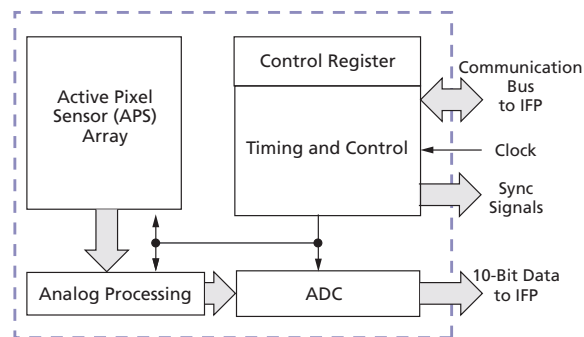 Active Pixel
Sensor (APS)
Array
Control Register
Timing and Control
Communication
Bus
to IFP
Clock
Sync
Signals
Analog Processing
ADC
10-Bit Data
to IFP